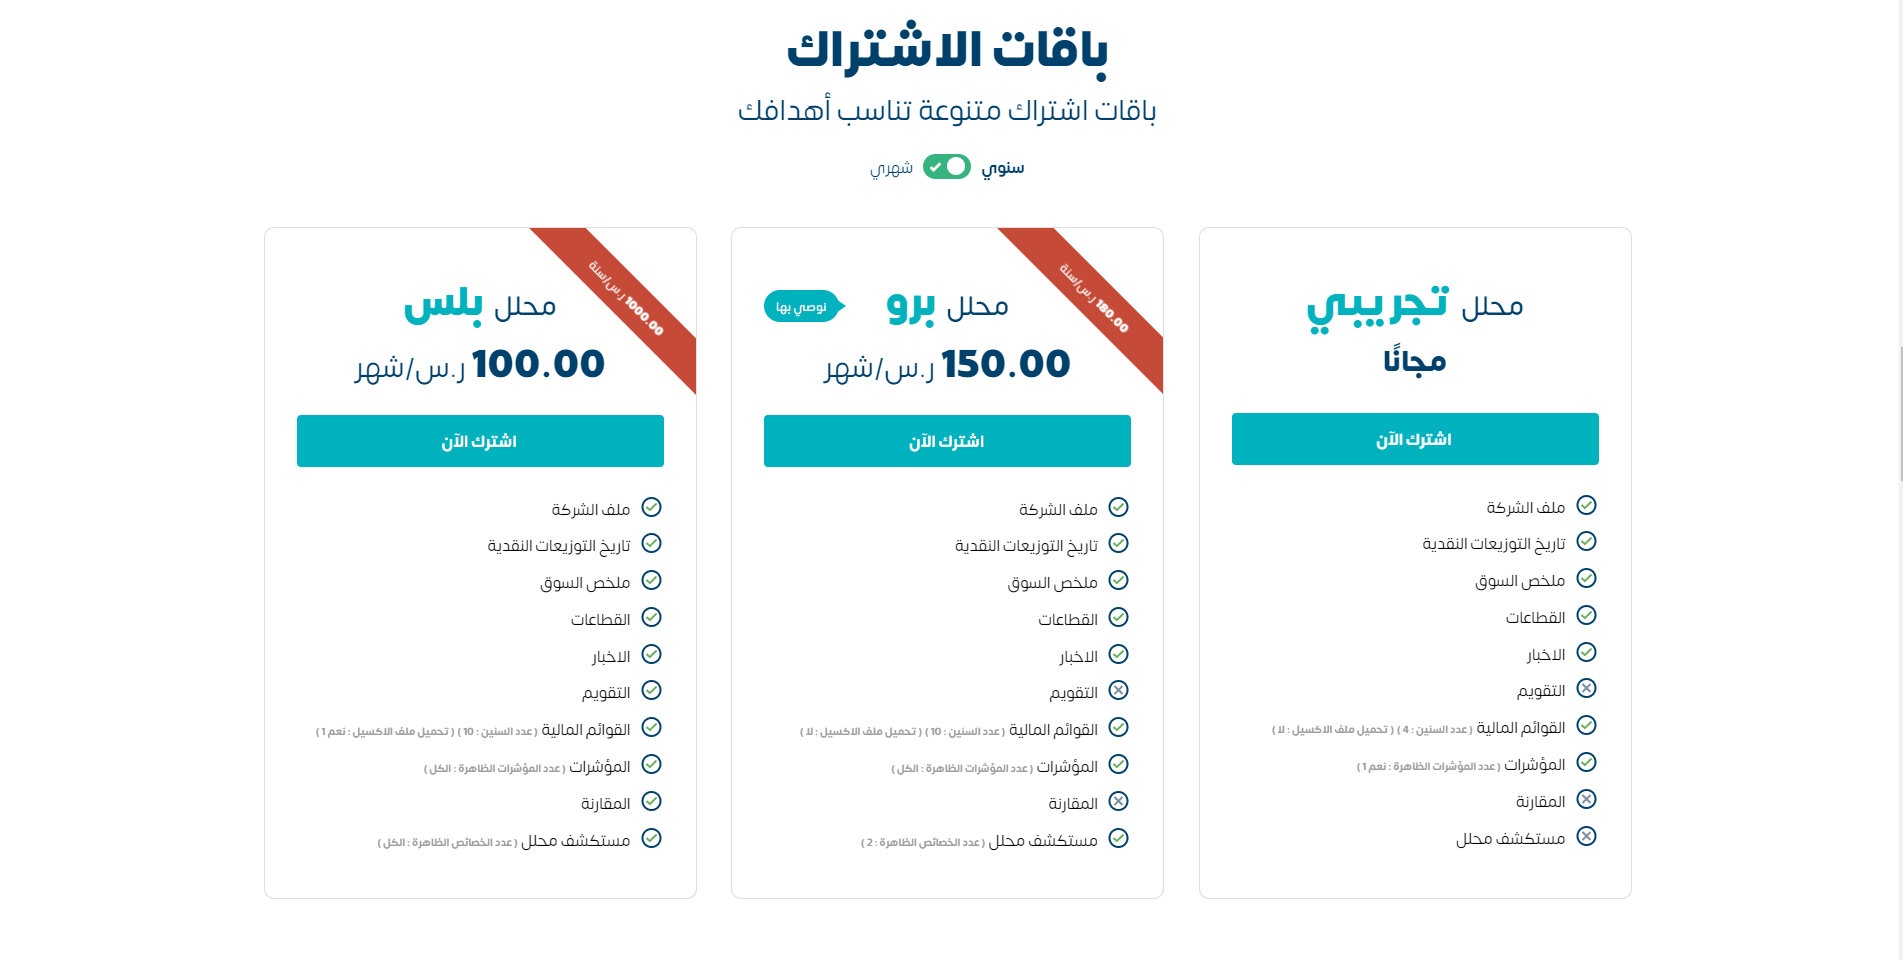 باقات الاشتراك
باقات اشتراك متنوعة تناسب أهدافك
سنوي
شهري
محلل تجريبي
مجانًا
اشترك الآن
ملف الشركة
تاريخ التوزيعات النقدية
ملخص السوق
القطاعات
الاخبار
التقويم
القوائم المالية ( عدد السنين : 4 ) ( تحميل ملف الاكسيل : لا )
المؤشرات ( عدد المؤشرات الظاهرة : نعم 1 )
المقارنة
مستكشف محلل
180.00 ر.س/سنة
محلل برو
نوصي بها
150.00 ر.س/شهر
اشترك الآن
ملف الشركة
تاريخ التوزيعات النقدية
ملخص السوق
القطاعات
الاخبار
التقويم
القوائم المالية ( عدد السنين : 10 ) ( تحميل ملف الاكسيل : لا )
المؤشرات ( عدد المؤشرات الظاهرة : الكل )
المقارنة
مستكشف محلل ( عدد الخصائص الظاهرة : 2 )
1000.00 ر.س/سنة
محلل بلس
100.00 ر.س/شهر
اشترك الآن
ملف الشركة
تاريخ التوزيعات النقدية
ملخص السوق
القطاعات
الاخبار
التقويم
القوائم المالية ( عدد السنين : 10 ) ( تحميل ملف الاكسيل : نعم 1 )
المؤشرات ( عدد المؤشرات الظاهرة : الكل )
المقارنة
مستكشف محلل ( عدد الخصائص الظاهرة : الكل )